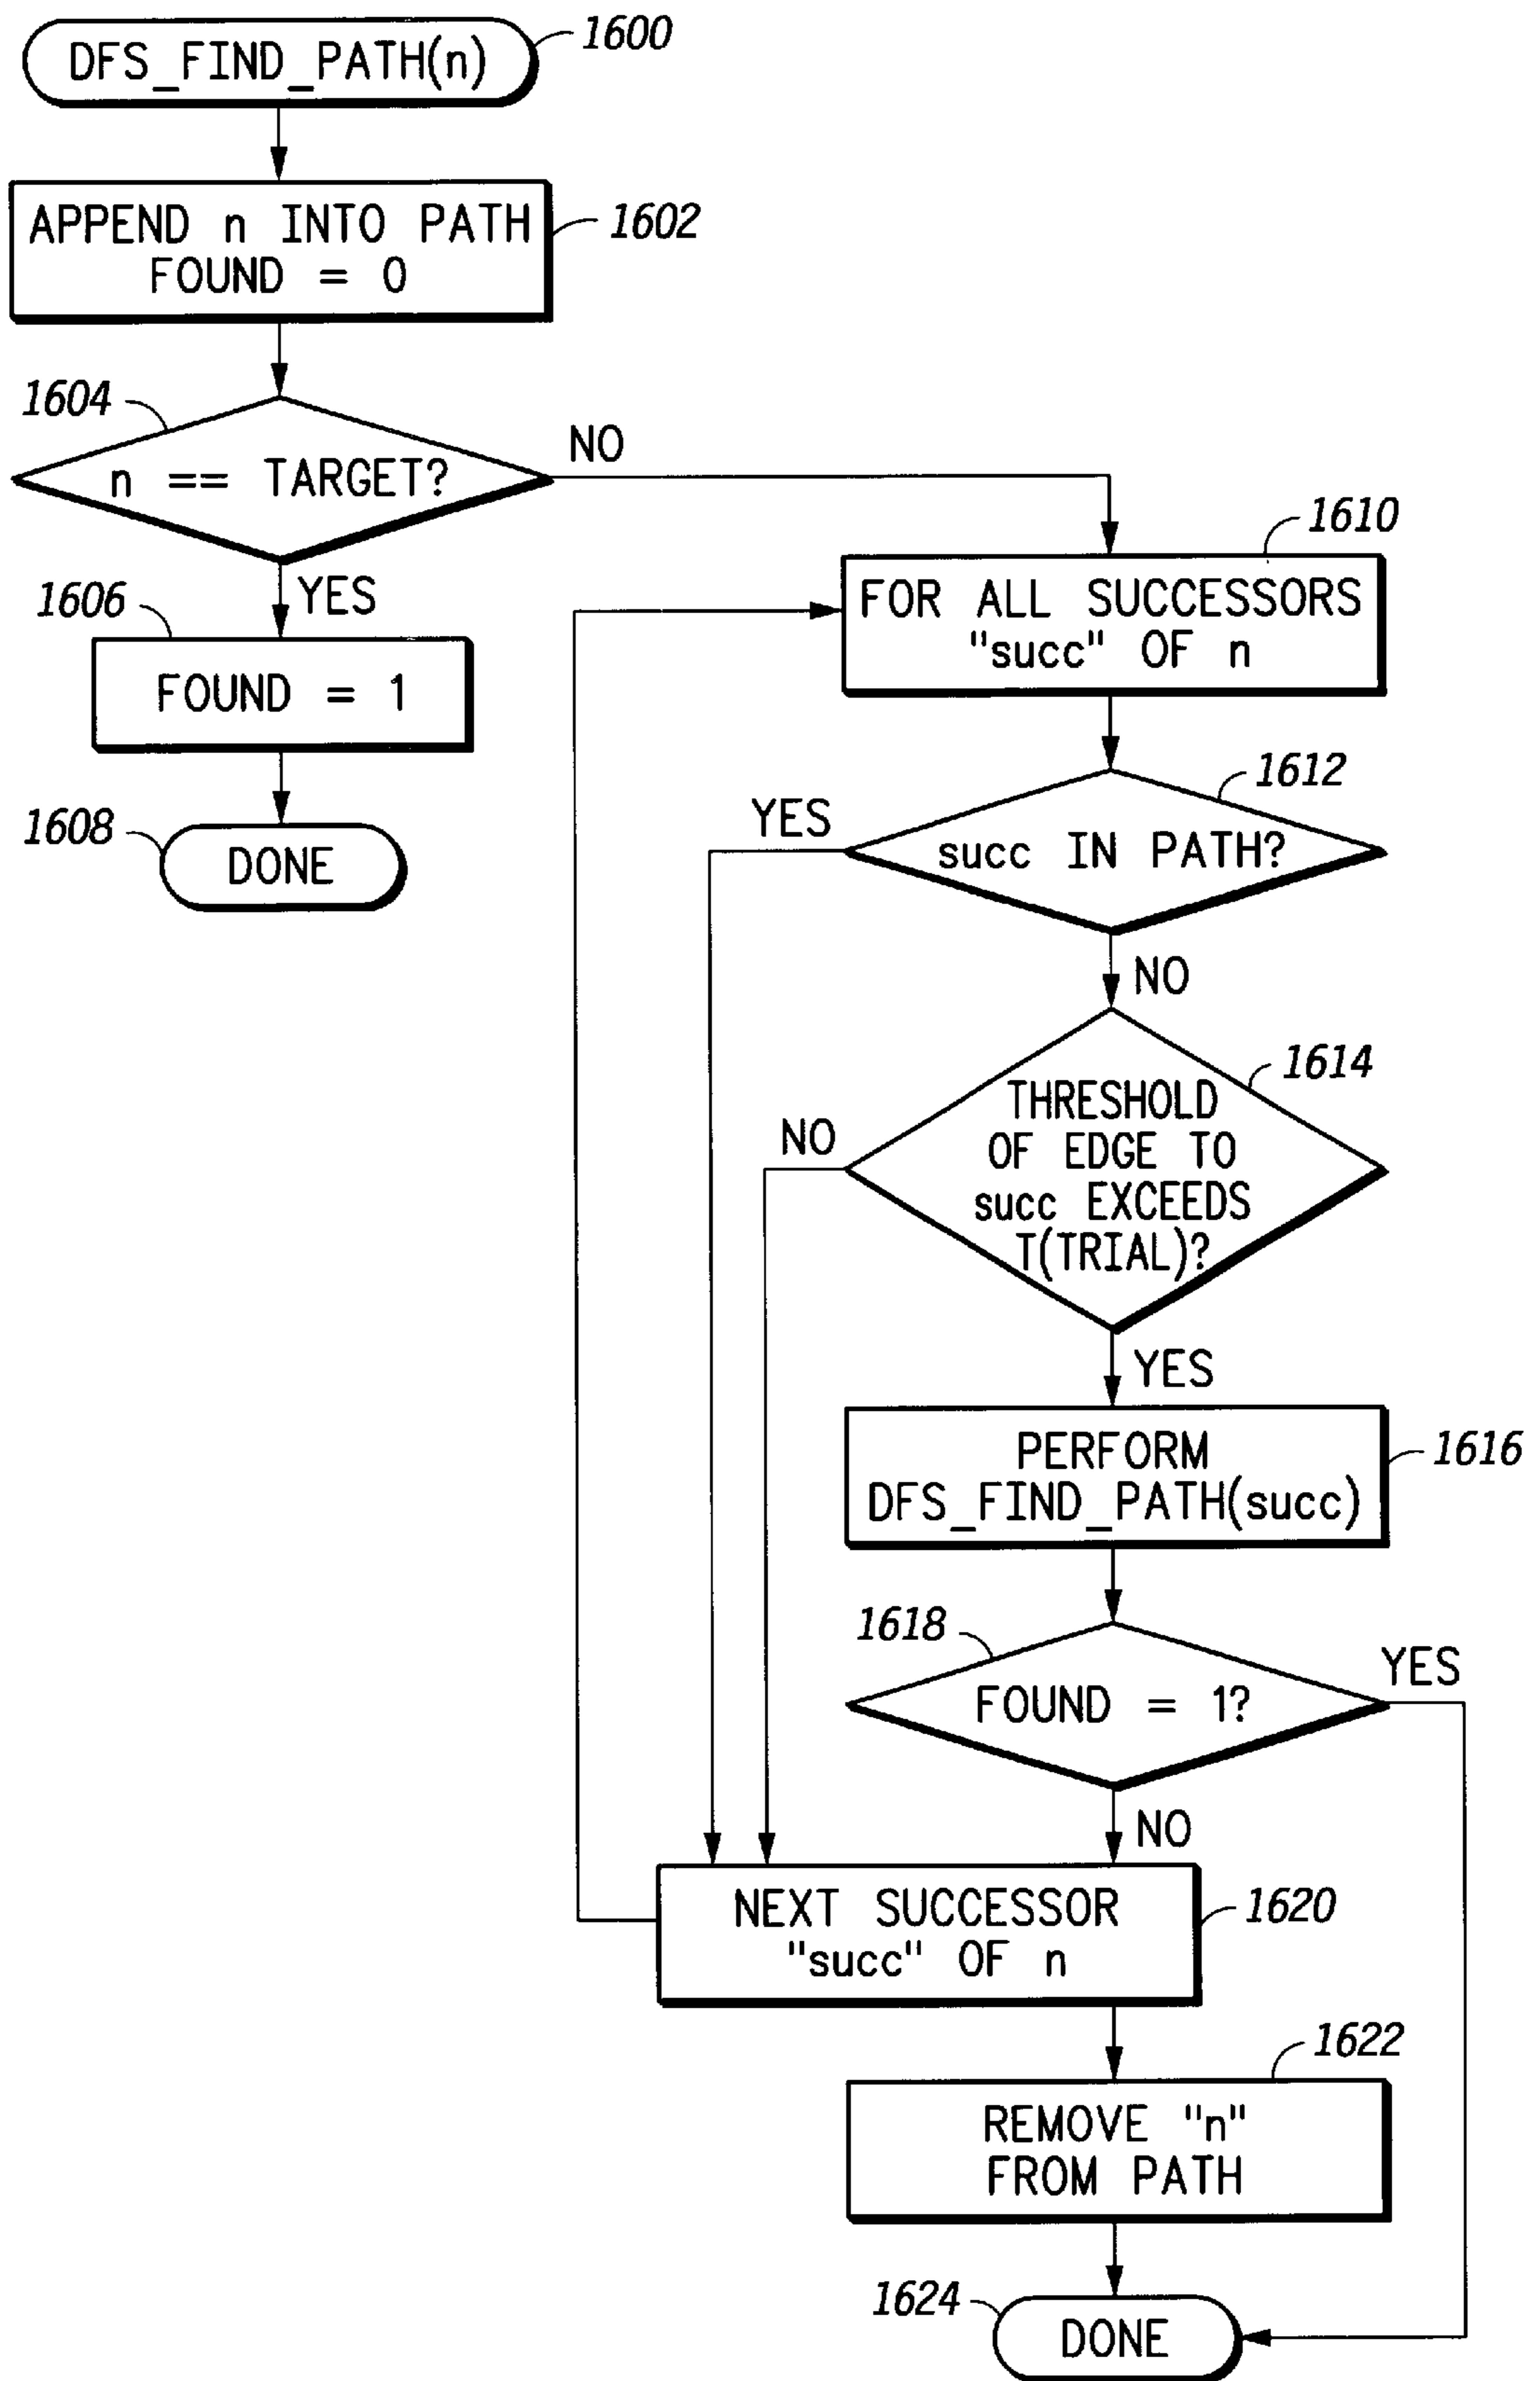 DFS_FIND_PATH(n)
1600
APPEND n INTO PATH
FOUND = 0
1602
1604
n == TARGET?
NO
YES
1606
FOUND = 1
1608
DONE
1610
FOR ALL SUCCESSORS
"succ" OF n
1612
YES
succ IN PATH?
NO
1614
THRESHOLD
OF EDGE TO
succ EXCEEDS
T(TRIAL)?
NO
YES
PERFORM
DFS_FIND_PATH(succ)
1616
1618
FOUND = 1?
YES
NO
NEXT SUCCESSOR
"succ" OF n
1620
1622
REMOVE "n"
FROM PATH
1624
DONE